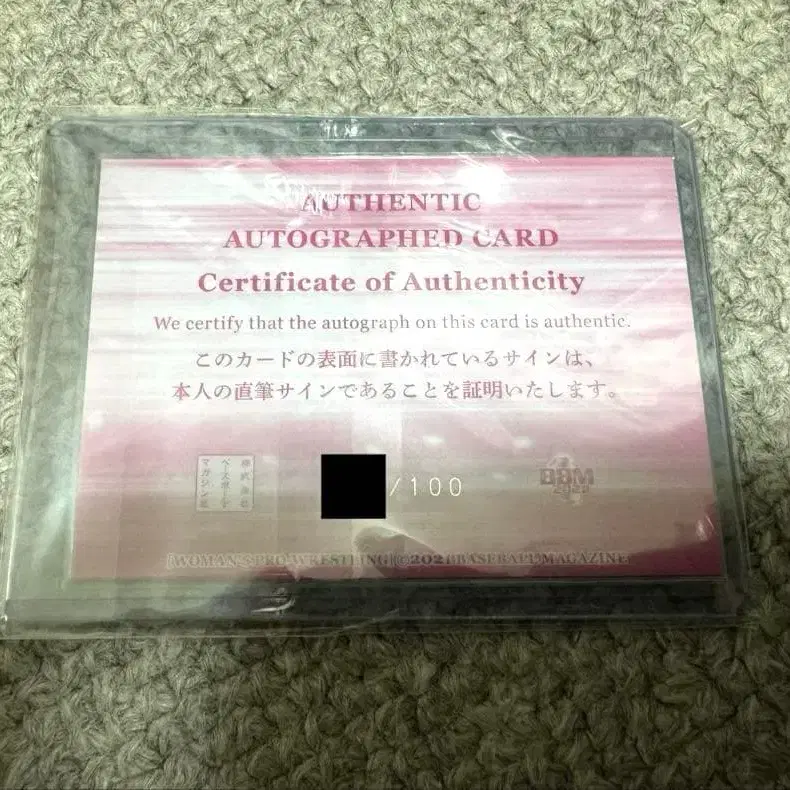 AUTHENTIC
AUTOGRAPHED CARD
Certificate of Authenticity
We certify that the autograph on this card is authentic.
このカードの表面に書かれているサインは、
本人の直筆サインであることを証明いたします。
株式会社
ベースボール
マガジン社
/100
BBM
WOMAN'S PRO-WRESTLING ©2021 BASEBALL MAGAZINE